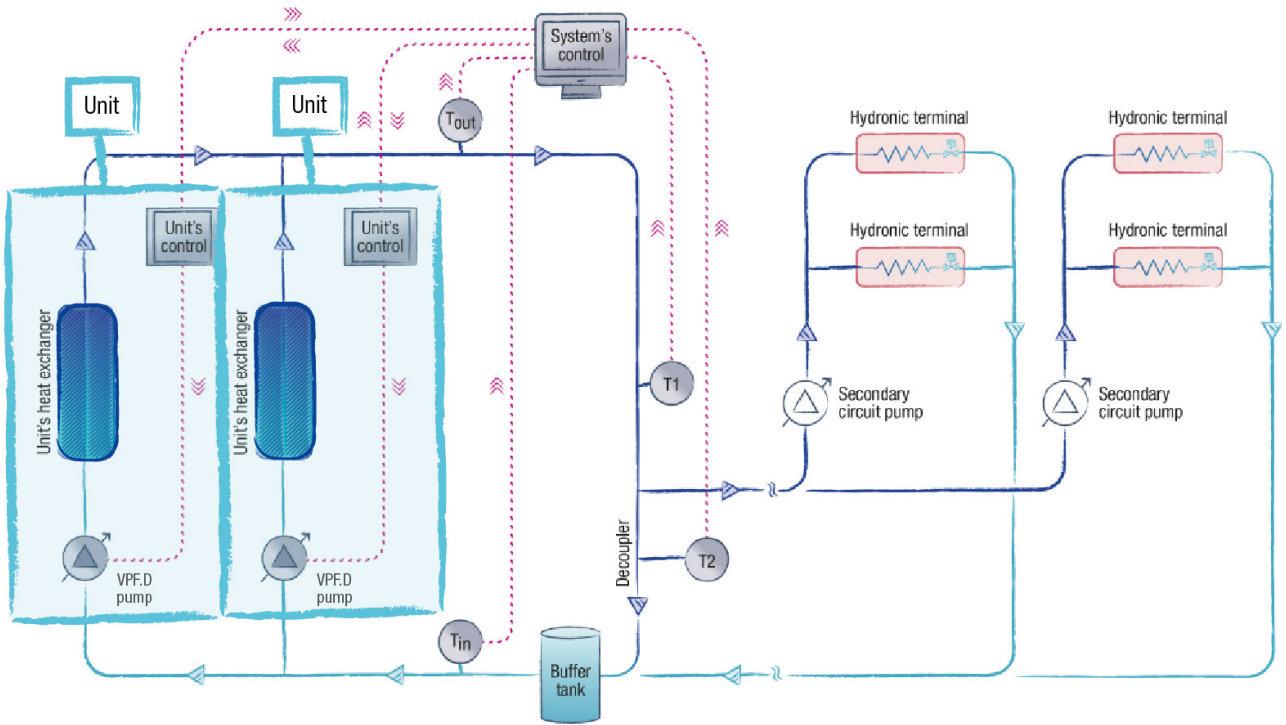 System's
control
Unit
Unit
Tout
Hydronic terminal
Hydronic terminal
Unit's
control
Unit's
control
Hydronic terminal
Hydronic terminal
Unit's heat exchanger
Unit's heat exchanger
T1
Secondary
circuit pump
Secondary
circuit pump
Decoupler
T2
VPF.D
pump
VPF.D
pump
Tin
Buffer
tank